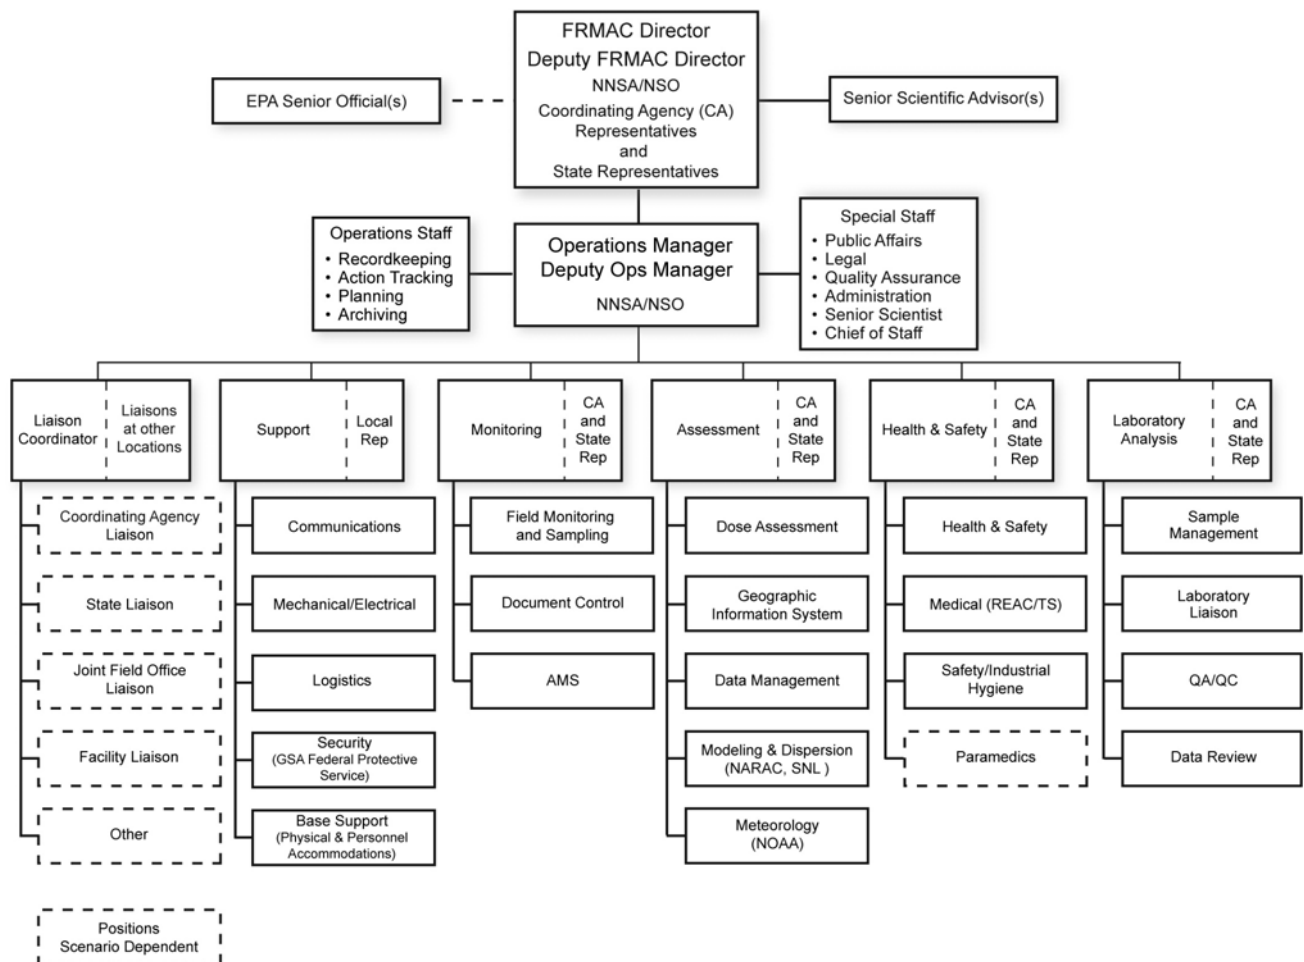 FRMAC Director
Deputy FRMAC Director
NNSA/NSO
Coordinating Agency (CA)
Representatives
and
State Representatives
EPA Senior Official(s)
Senior Scientific Advisor(s)
Operations Staff
• Recordkeeping
• Action Tracking
• Planning
• Archiving
Operations Manager
Deputy Ops Manager
NNSA/NSO
Special Staff
• Public Affairs
• Legal
• Quality Assurance
• Administration
• Senior Scientist
• Chief of Staff
Liaison
Coordinator
Liaisons
at other
Locations
Support
Local
Rep
Monitoring
CA
and
State
Rep
Assessment
CA
and
State
Rep
Health & Safety
CA
and
State
Rep
Laboratory
Analysis
CA
and
State
Rep
Coordinating Agency
Liaison
State Liaison
Joint Field Office
Liaison
Facility Liaison
Other
Communications
Mechanical/Electrical
Logistics
Security
(GSA Federal Protective
Service)
Base Support
(Physical & Personnel
Accommodations)
Field Monitoring
and Sampling
Document Control
AMS
Dose Assessment
Geographic
Information System
Data Management
Modeling & Dispersion
(NARAC, SNL )
Meteorology
(NOAA)
Health & Safety
Medical (REAC/TS)
Safety/Industrial
Hygiene
Paramedics
Sample
Management
Laboratory
Liaison
QA/QC
Data Review
Positions
Scenario Dependent